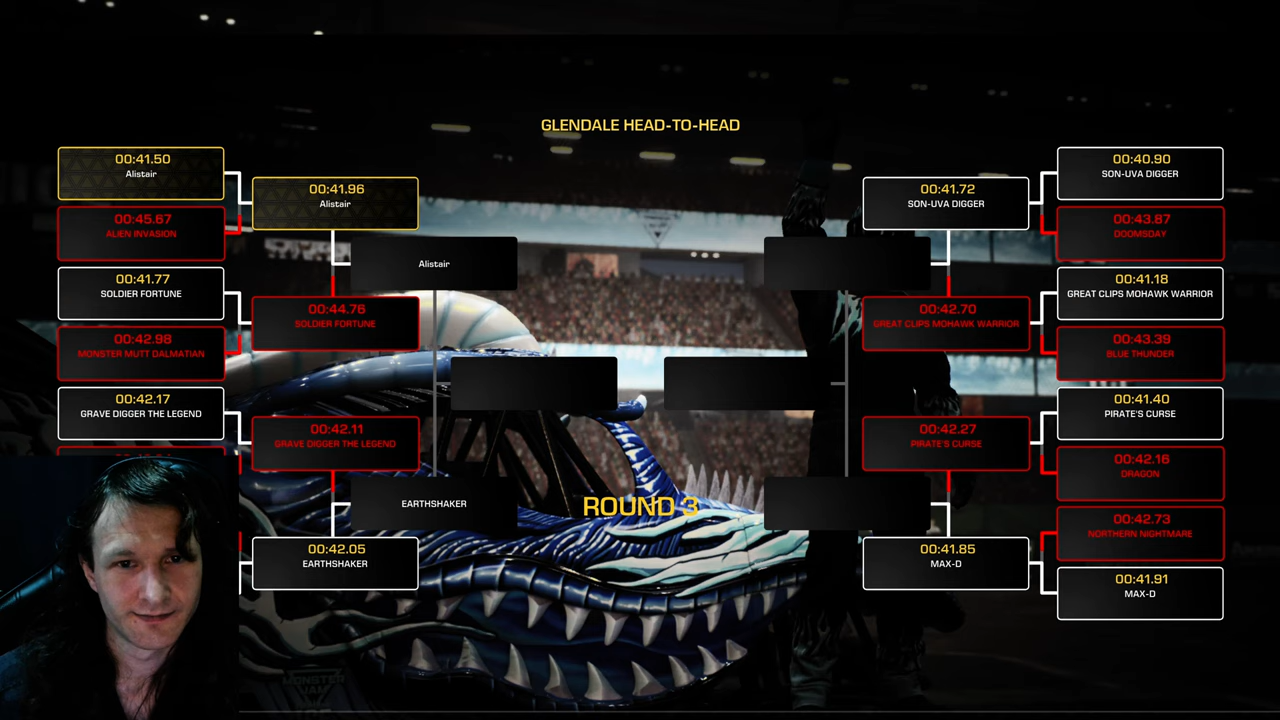 GLENDALE HEAD-TO-HEAD
00:41.50
Alistair
00:45.67
ALIEN INVASION
00:41.77
SOLDIER FORTUNE
00:42.98
MONSTER MUTT DALMATIAN
00:42.17
GRAVE DIGGER THE LEGEND
00:41.96
Alistair
00:44.76
SOLDIER FORTUNE
00:42.11
GRAVE DIGGER THE LEGEND
00:42.05
EARTHSHAKER
Alistair
EARTHSHAKER
ROUND 3
00:41.72
SON-UVA DIGGER
00:42.70
GREAT CLIPS MOHAWK WARRIOR
00:42.27
PIRATE'S CURSE
00:41.85
MAX-D
00:40.90
SON-UVA DIGGER
00:43.87
DOOMSDAY
00:41.18
GREAT CLIPS MOHAWK WARRIOR
00:43.39
BLUE THUNDER
00:41.40
PIRATE'S CURSE
00:42.16
DRAGON
00:42.73
NORTHERN NIGHTMARE
00:41.91
MAX-D
MONSTER
JAM